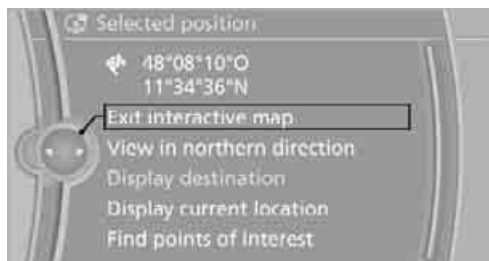 Selected position
48°08'10"O
11°34'36"N
Exit interactive map
View in northern direction
Display destination
Display current location
Find points of Interest